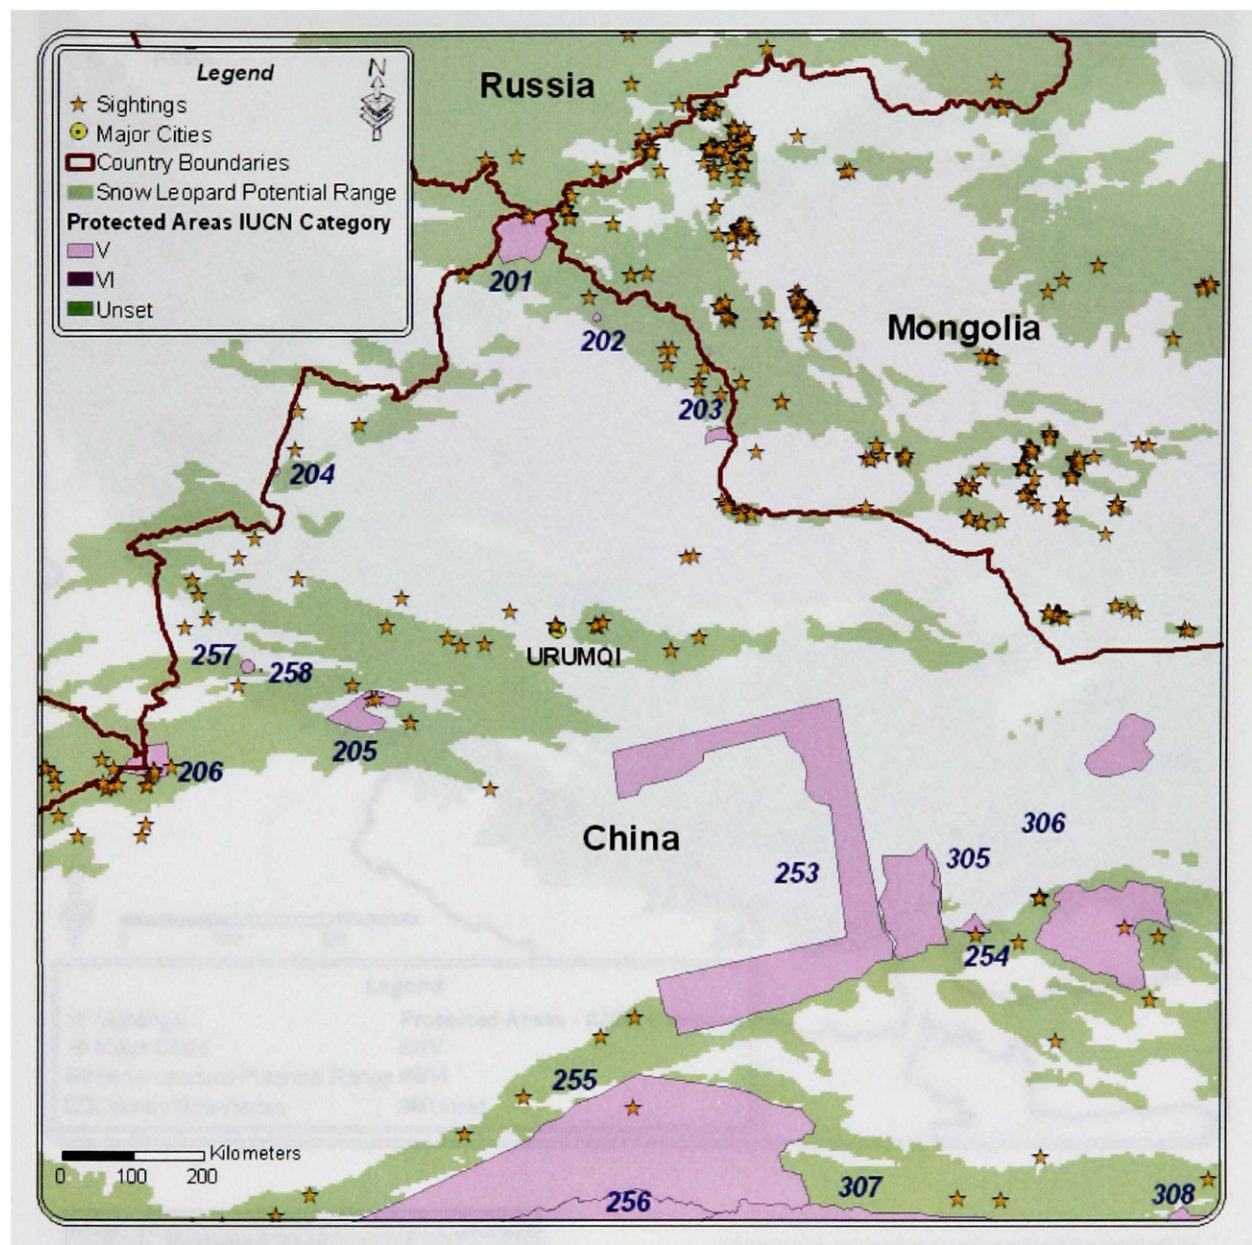 Legend
N
Sightings
Major Cities
Country Boundaries
Snow Leopard Potential Range
Protected Areas IUCN Category
V
VI
Unset
Russia
201
202
Mongolia
203
204
URUMQI
257
258
205
206
China
306
253
305
254
255
Kilometers
0 100 200
256
307
308